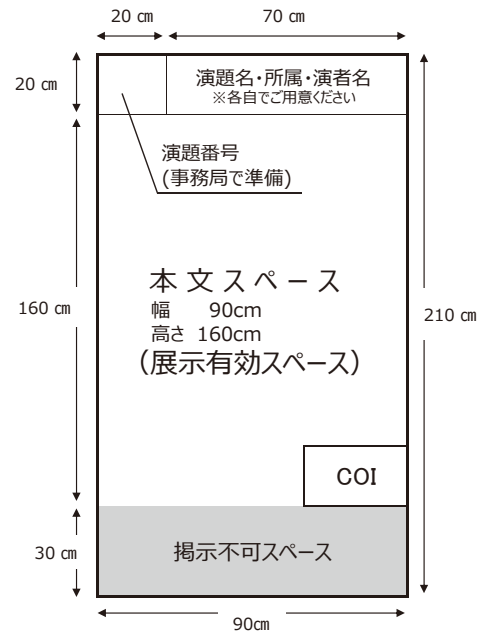 20 ㎝
70 ㎝
20 ㎝
演題名・所属・演者名
※各自でご用意ください
演題番号
(事務局で準備)
本文スペース
幅 90cm
高さ 160cm
(展示有効スペース)
160 ㎝
210 ㎝
COI
30 ㎝
掲示不可スペース
90㎝